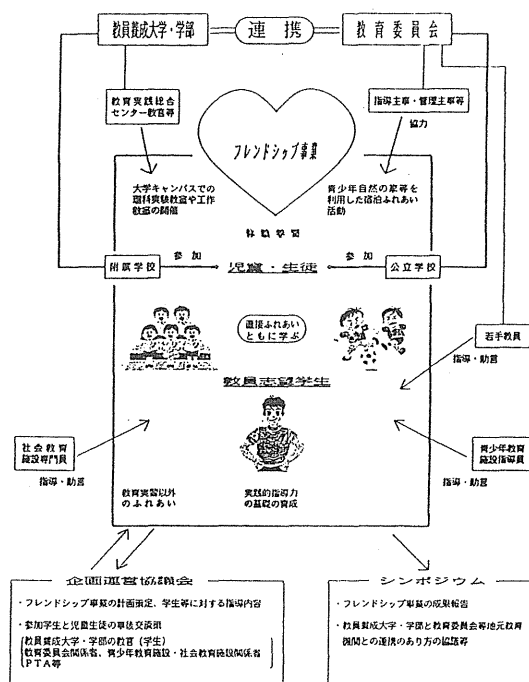 教員養成大学・学部
連携
教育委員会
教育実践総合
センター教官等
指導主事・管理主事等
協力
フレンドシップ事業
大学キャンパスでの
理科実験教室や工作
教室の開催
青少年自然の家等を
利用した宿泊ふれあい
活動
体験学習
附属学校
参加
児童・生徒
参加
公立学校
直接ふれあい
ともに学ぶ
若手教員
指導・助言
教員志望学生
社会教育
施設専門員
指導・助言
青少年教育
施設指導員
指導・助言
教育実習以外
のふれあい
実践的指導力
の基礎の育成
企画運営協議会
・フレンドシップ事業の計画策定、学生等に対する指導内容
・参加学生と児童生徒の事後交流
教員養成大学・学部の教官（学生）
教育委員会関係者、青少年教育施設・社会教育施設関係者
PTA等
シンポジウム
・フレンドシップ事業の成果報告
・教員養成大学・学部と教育委員会等地元教育
機関との連携のあり方の協議等